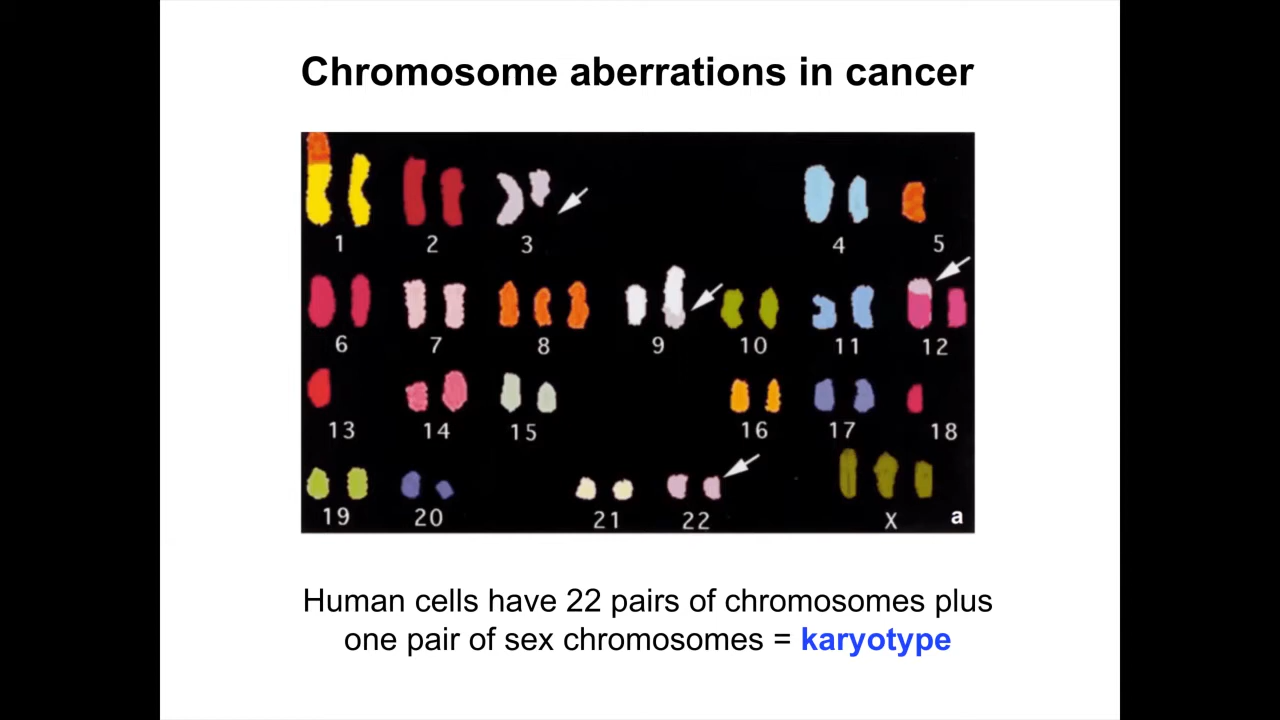 Chromosome aberrations in cancer
1 2 3 4 5
6 7 8 9 10 11 12
13 14 15 16 17 18
19 20 21 22 X a
Human cells have 22 pairs of chromosomes plus
one pair of sex chromosomes = karyotype